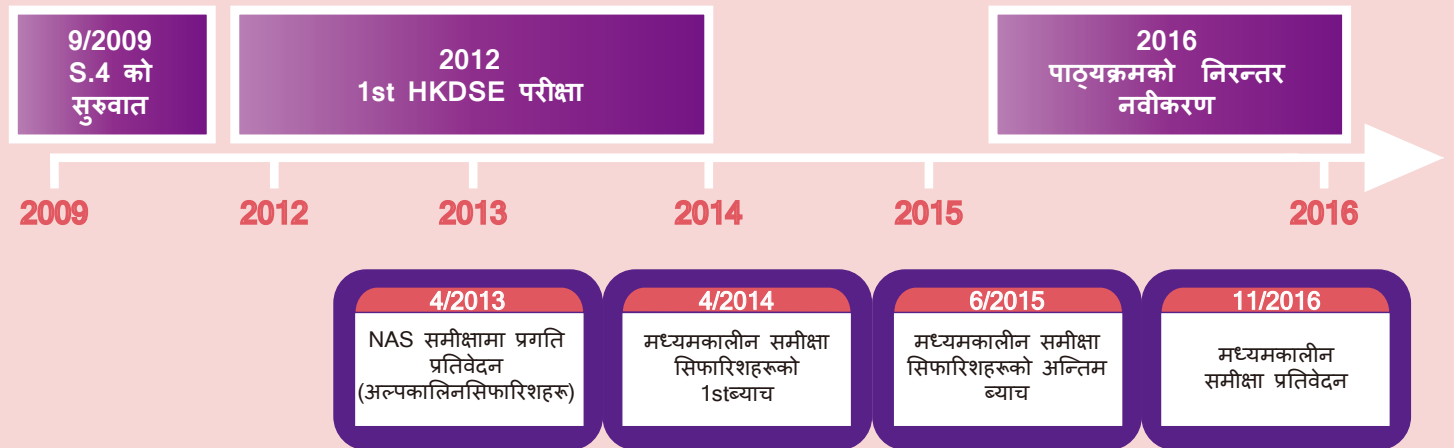 9/2009
S.4 को
सुरुवात
2012
1st HKDSE परीक्षा
2016
पाठ्यक्रमको निरन्तर
नवीकरण
2009
2012
2013
2014
2015
2016
4/2013
NAS समीक्षामा प्रगति
प्रतिवेदन
(अल्पकालिनसिफारिशहरू)
4/2014
मध्यमकालीन समीक्षा
सिफारिशहरूको
1stब्याच
6/2015
मध्यमकालीन समीक्षा
सिफारिशहरूको अन्तिम
ब्याच
11/2016
मध्यमकालीन
समीक्षा प्रतिवेदन